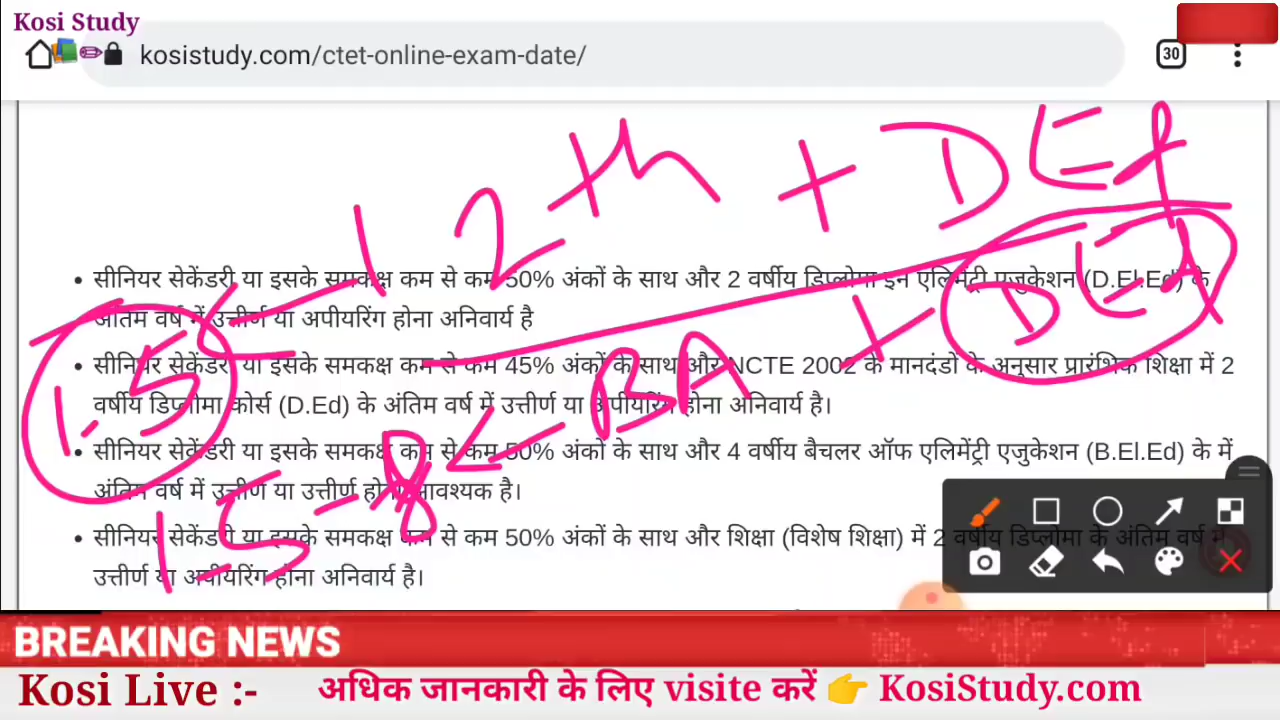 Kosi Study
kosistudy.com/ctet-online-exam-date/
30
12th + DEd
सीनियर सेकेंडरी या इसके समकक्ष कम से कम 50% अंकों के साथ और 2 वर्षीय डिप्लोमा इन एलिमेंट्री एजुकेशन (D.El.Ed) के
अंतिम वर्ष में उत्तीर्ण या अपीयरिंग होना अनिवार्य है
+ DEd
सीनियर सेकेंडरी या इसके समकक्ष कम से कम 45% अंकों के साथ और NCTE 2002 के मानदंडों के अनुसार प्रारंभिक शिक्षा में 2
वर्षीय डिप्लोमा कोर्स (D.Ed) के अंतिम वर्ष में उत्तीर्ण या अपीयरिंग होना अनिवार्य है।
1.5
BA
सीनियर सेकेंडरी या इसके समकक्ष कम से कम 50% अंकों के साथ और 4 वर्षीय बैचलर ऑफ एलिमेंट्री एजुकेशन (B.El.Ed) के में
अंतिम वर्ष में उत्तीर्ण या उत्तीर्ण होना आवश्यक है।
15-8
सीनियर सेकेंडरी या इसके समकक्ष कम से कम 50% अंकों के साथ और शिक्षा (विशेष शिक्षा) में 2 वर्षीय डिप्लोमा के अंतिम वर्ष में
उत्तीर्ण या अपीयरिंग होना अनिवार्य है।
BREAKING NEWS
Kosi Live :- अधिक जानकारी के लिए visite करें 👉 KosiStudy.com